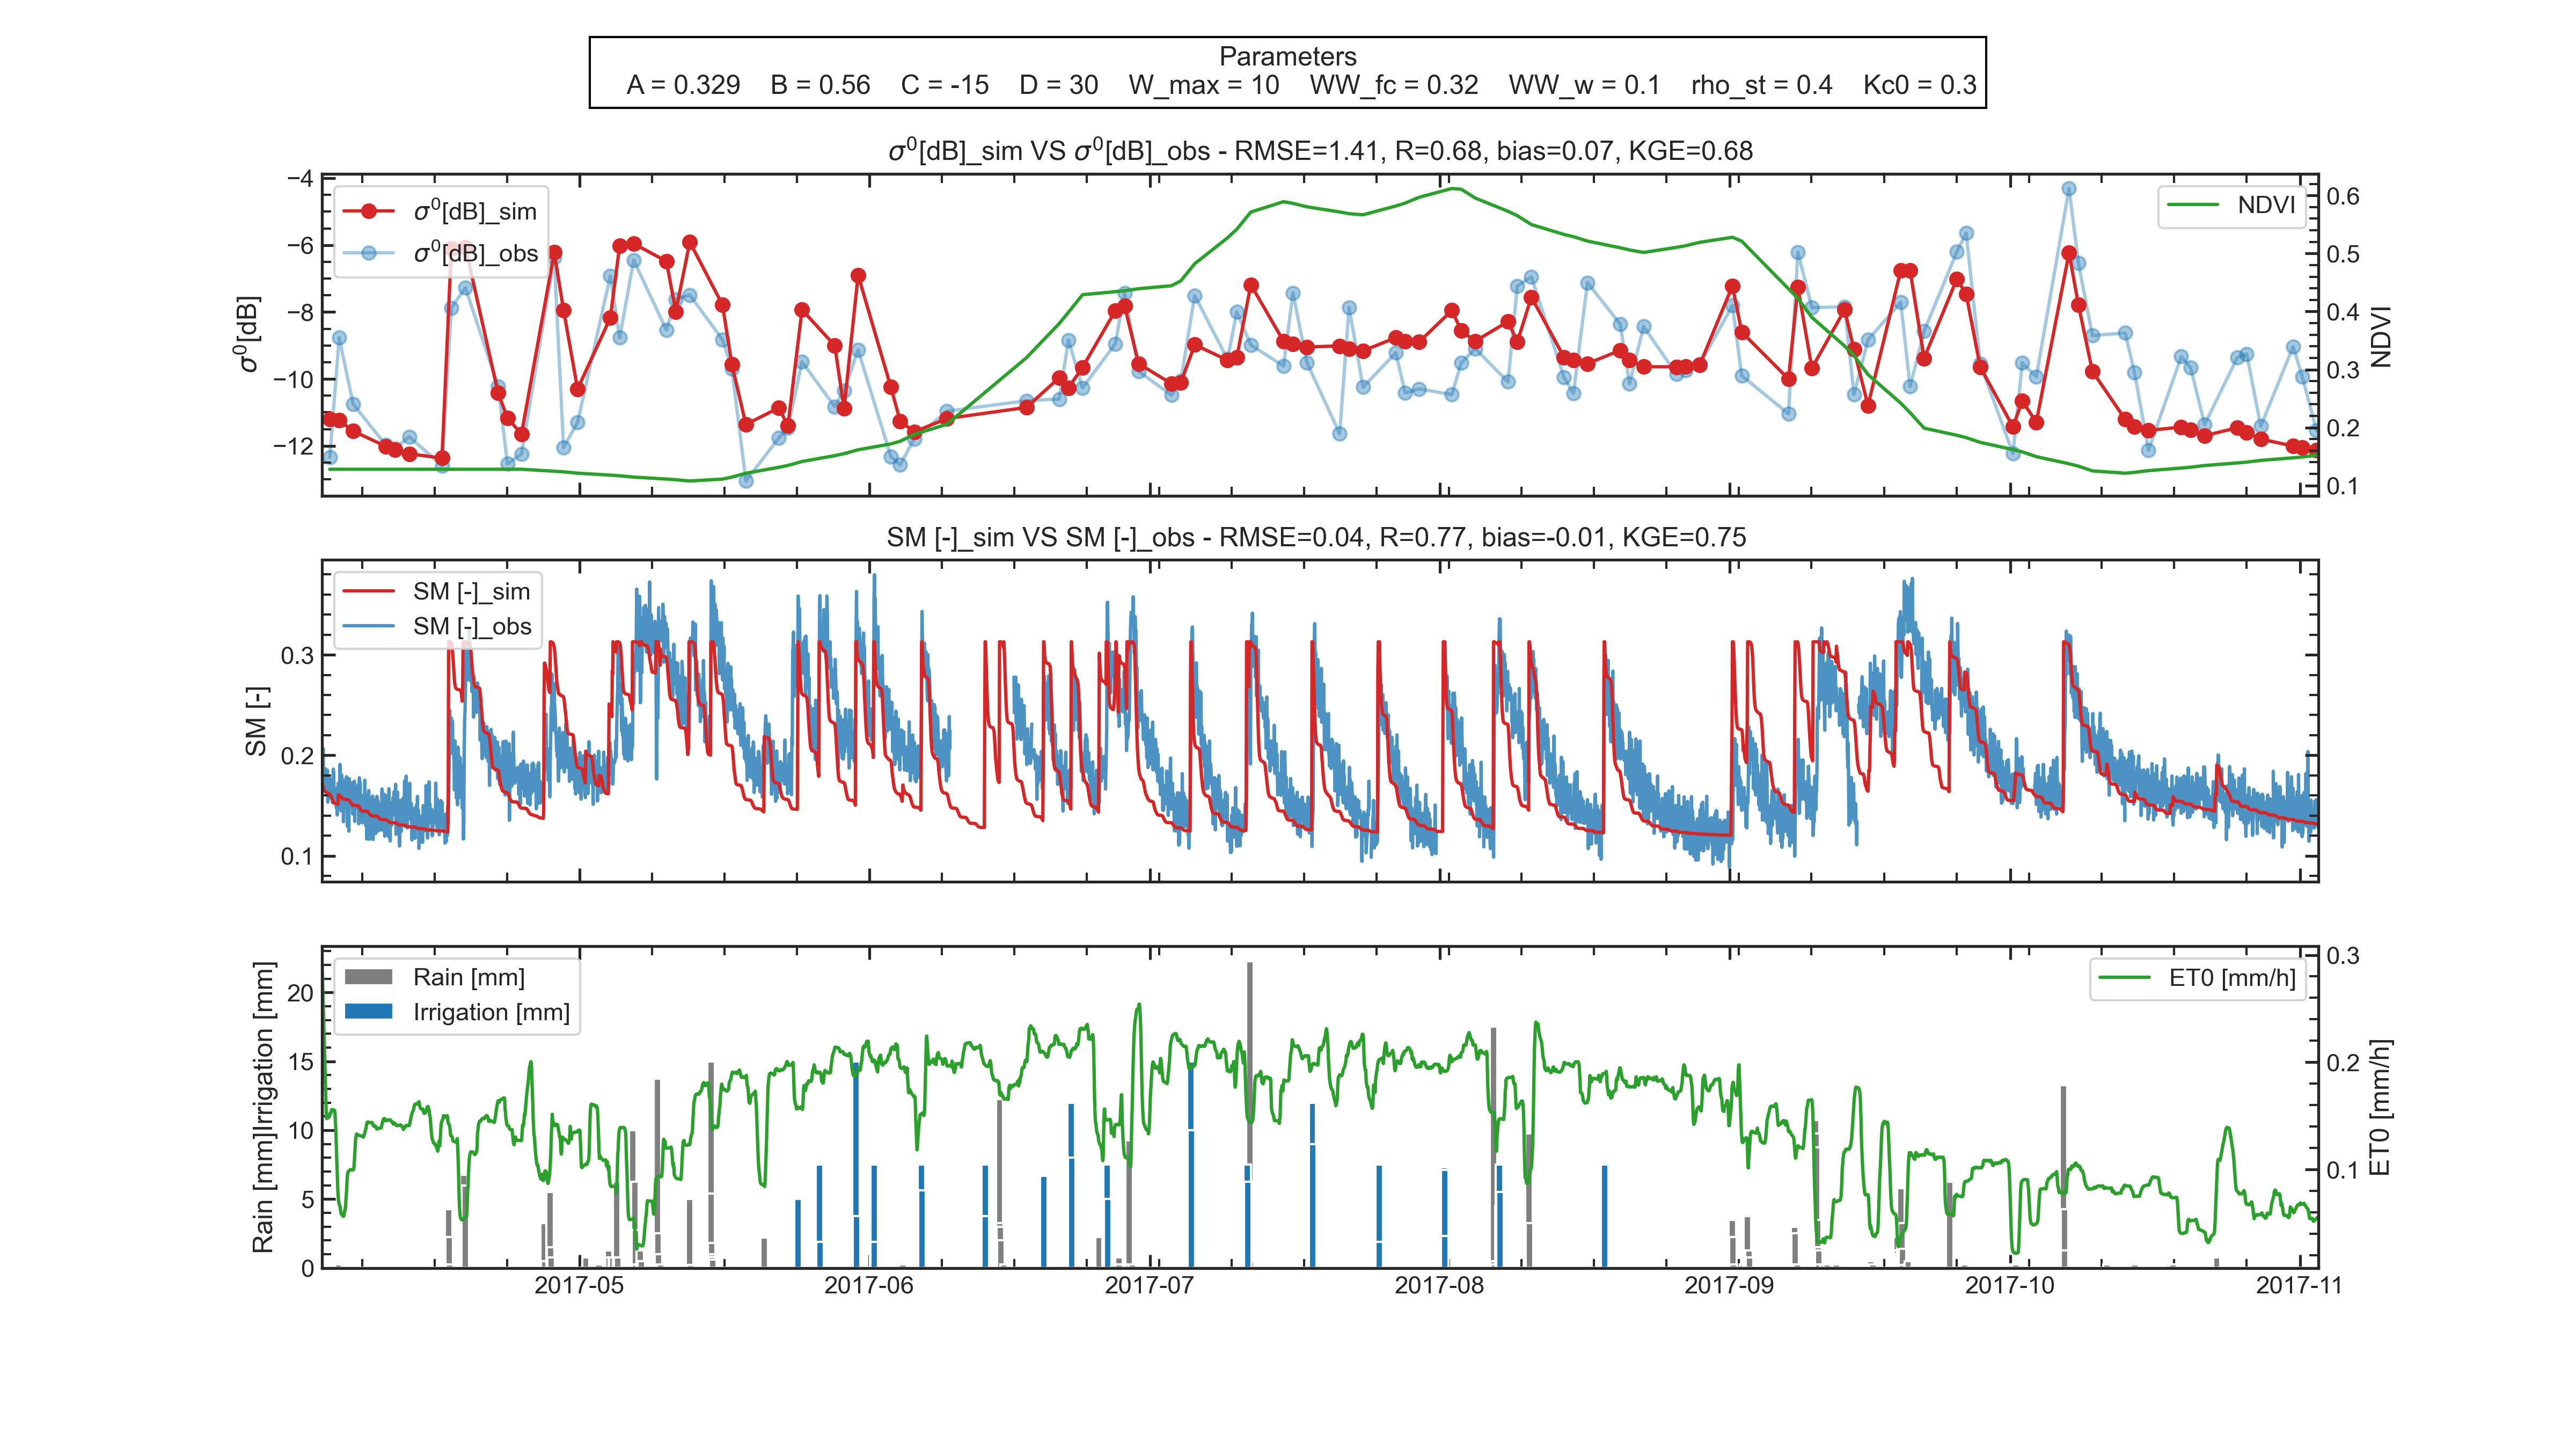 Parameters
A = 0.329 B = 0.56 C = -15 D = 30 W_max = 10 WW_fc = 0.32 WW_w = 0.1 rho_st = 0.4 Kc0 = 0.3
σ⁰[dB]_sim VS σ⁰[dB]_obs - RMSE=1.41, R=0.68, bias=0.07, KGE=0.68
σ⁰[dB]
−4
−6
−8
−10
−12
σ⁰[dB]_sim
σ⁰[dB]_obs
NDVI
0.6
0.5
0.4
0.3
0.2
0.1
NDVI
SM [-]_sim VS SM [-]_obs - RMSE=0.04, R=0.77, bias=-0.01, KGE=0.75
SM [-]
0.3
0.2
0.1
SM [-]_sim
SM [-]_obs
Rain [mm]Irrigation [mm]
20
15
10
5
0
Rain [mm]
Irrigation [mm]
ET0 [mm/h]
0.3
0.2
0.1
ET0 [mm/h]
2017-05 2017-06 2017-07 2017-08 2017-09 2017-10 2017-11